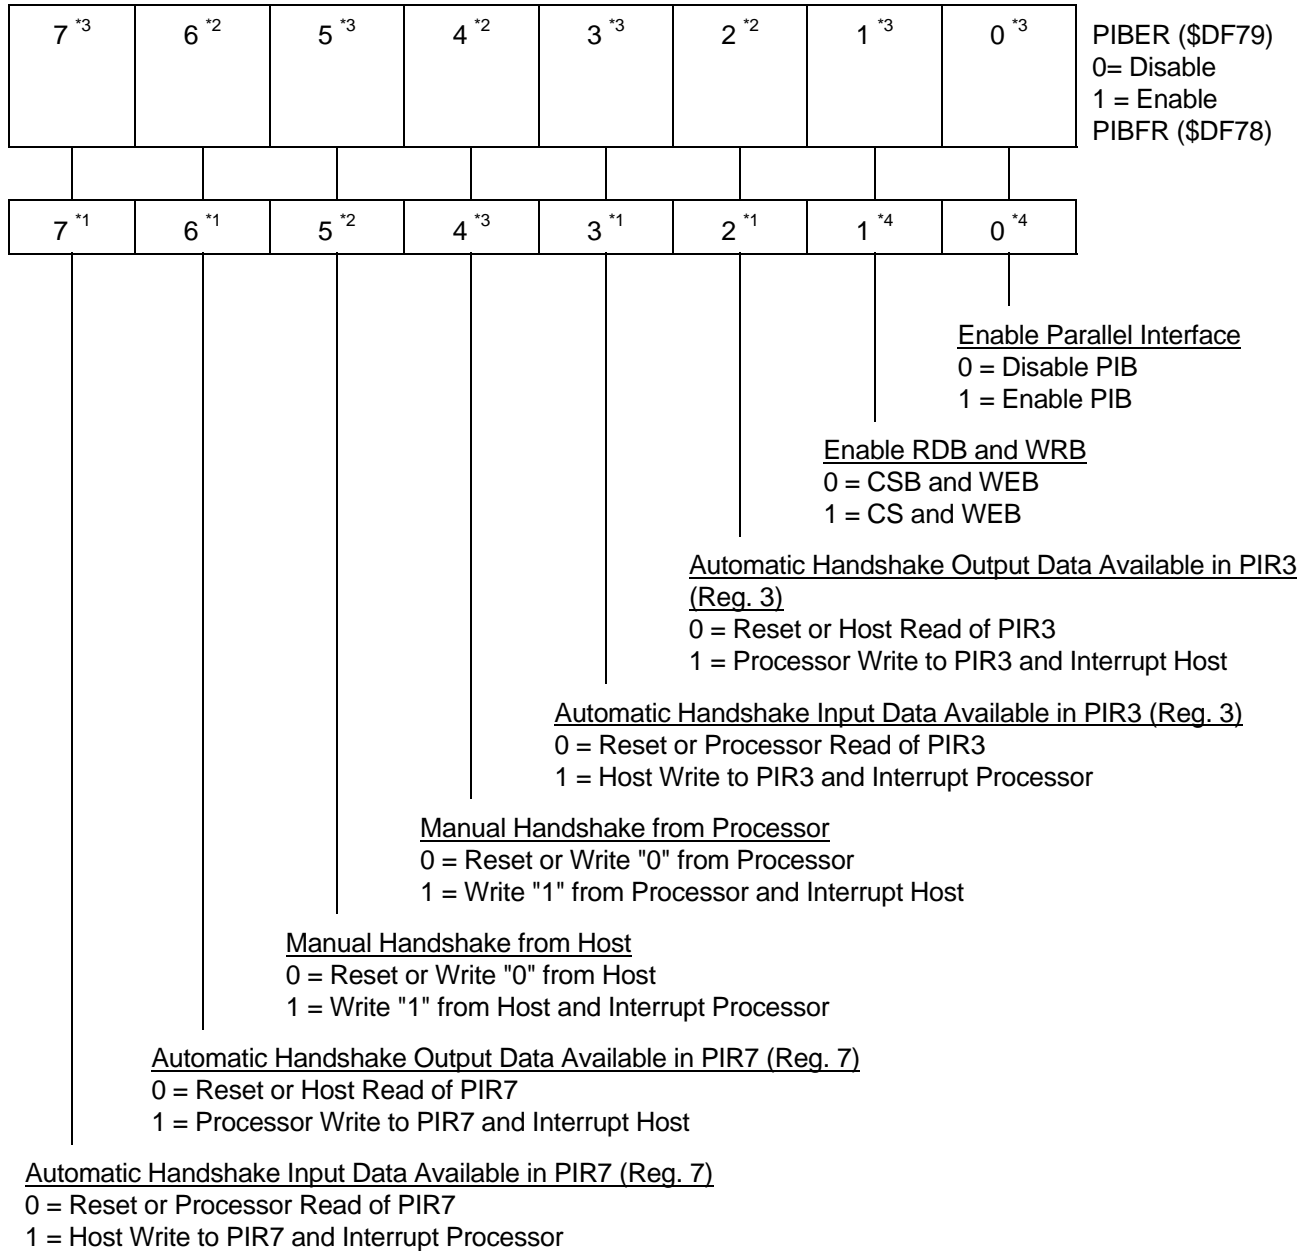 7 *3 6 *2 5 *3 4 *2 3 *3 2 *2 1 *3 0 *3
PIBER ($DF79)
0= Disable
1 = Enable
PIBFR ($DF78)
7 *1 6 *1 5 *2 4 *3 3 *1 2 *1 1 *4 0 *4
Enable Parallel Interface
0 = Disable PIB
1 = Enable PIB
Enable RDB and WRB
0 = CSB and WEB
1 = CS and WEB
Automatic Handshake Output Data Available in PIR3
(Reg. 3)
0 = Reset or Host Read of PIR3
1 = Processor Write to PIR3 and Interrupt Host
Automatic Handshake Input Data Available in PIR3 (Reg. 3)
0 = Reset or Processor Read of PIR3
1 = Host Write to PIR3 and Interrupt Processor
Manual Handshake from Processor
0 = Reset or Write "0" from Processor
1 = Write "1" from Processor and Interrupt Host
Manual Handshake from Host
0 = Reset or Write "0" from Host
1 = Write "1" from Host and Interrupt Processor
Automatic Handshake Output Data Available in PIR7 (Reg. 7)
0 = Reset or Host Read of PIR7
1 = Processor Write to PIR7 and Interrupt Host
Automatic Handshake Input Data Available in PIR7 (Reg. 7)
0 = Reset or Processor Read of PIR7
1 = Host Write to PIR7 and Interrupt Processor